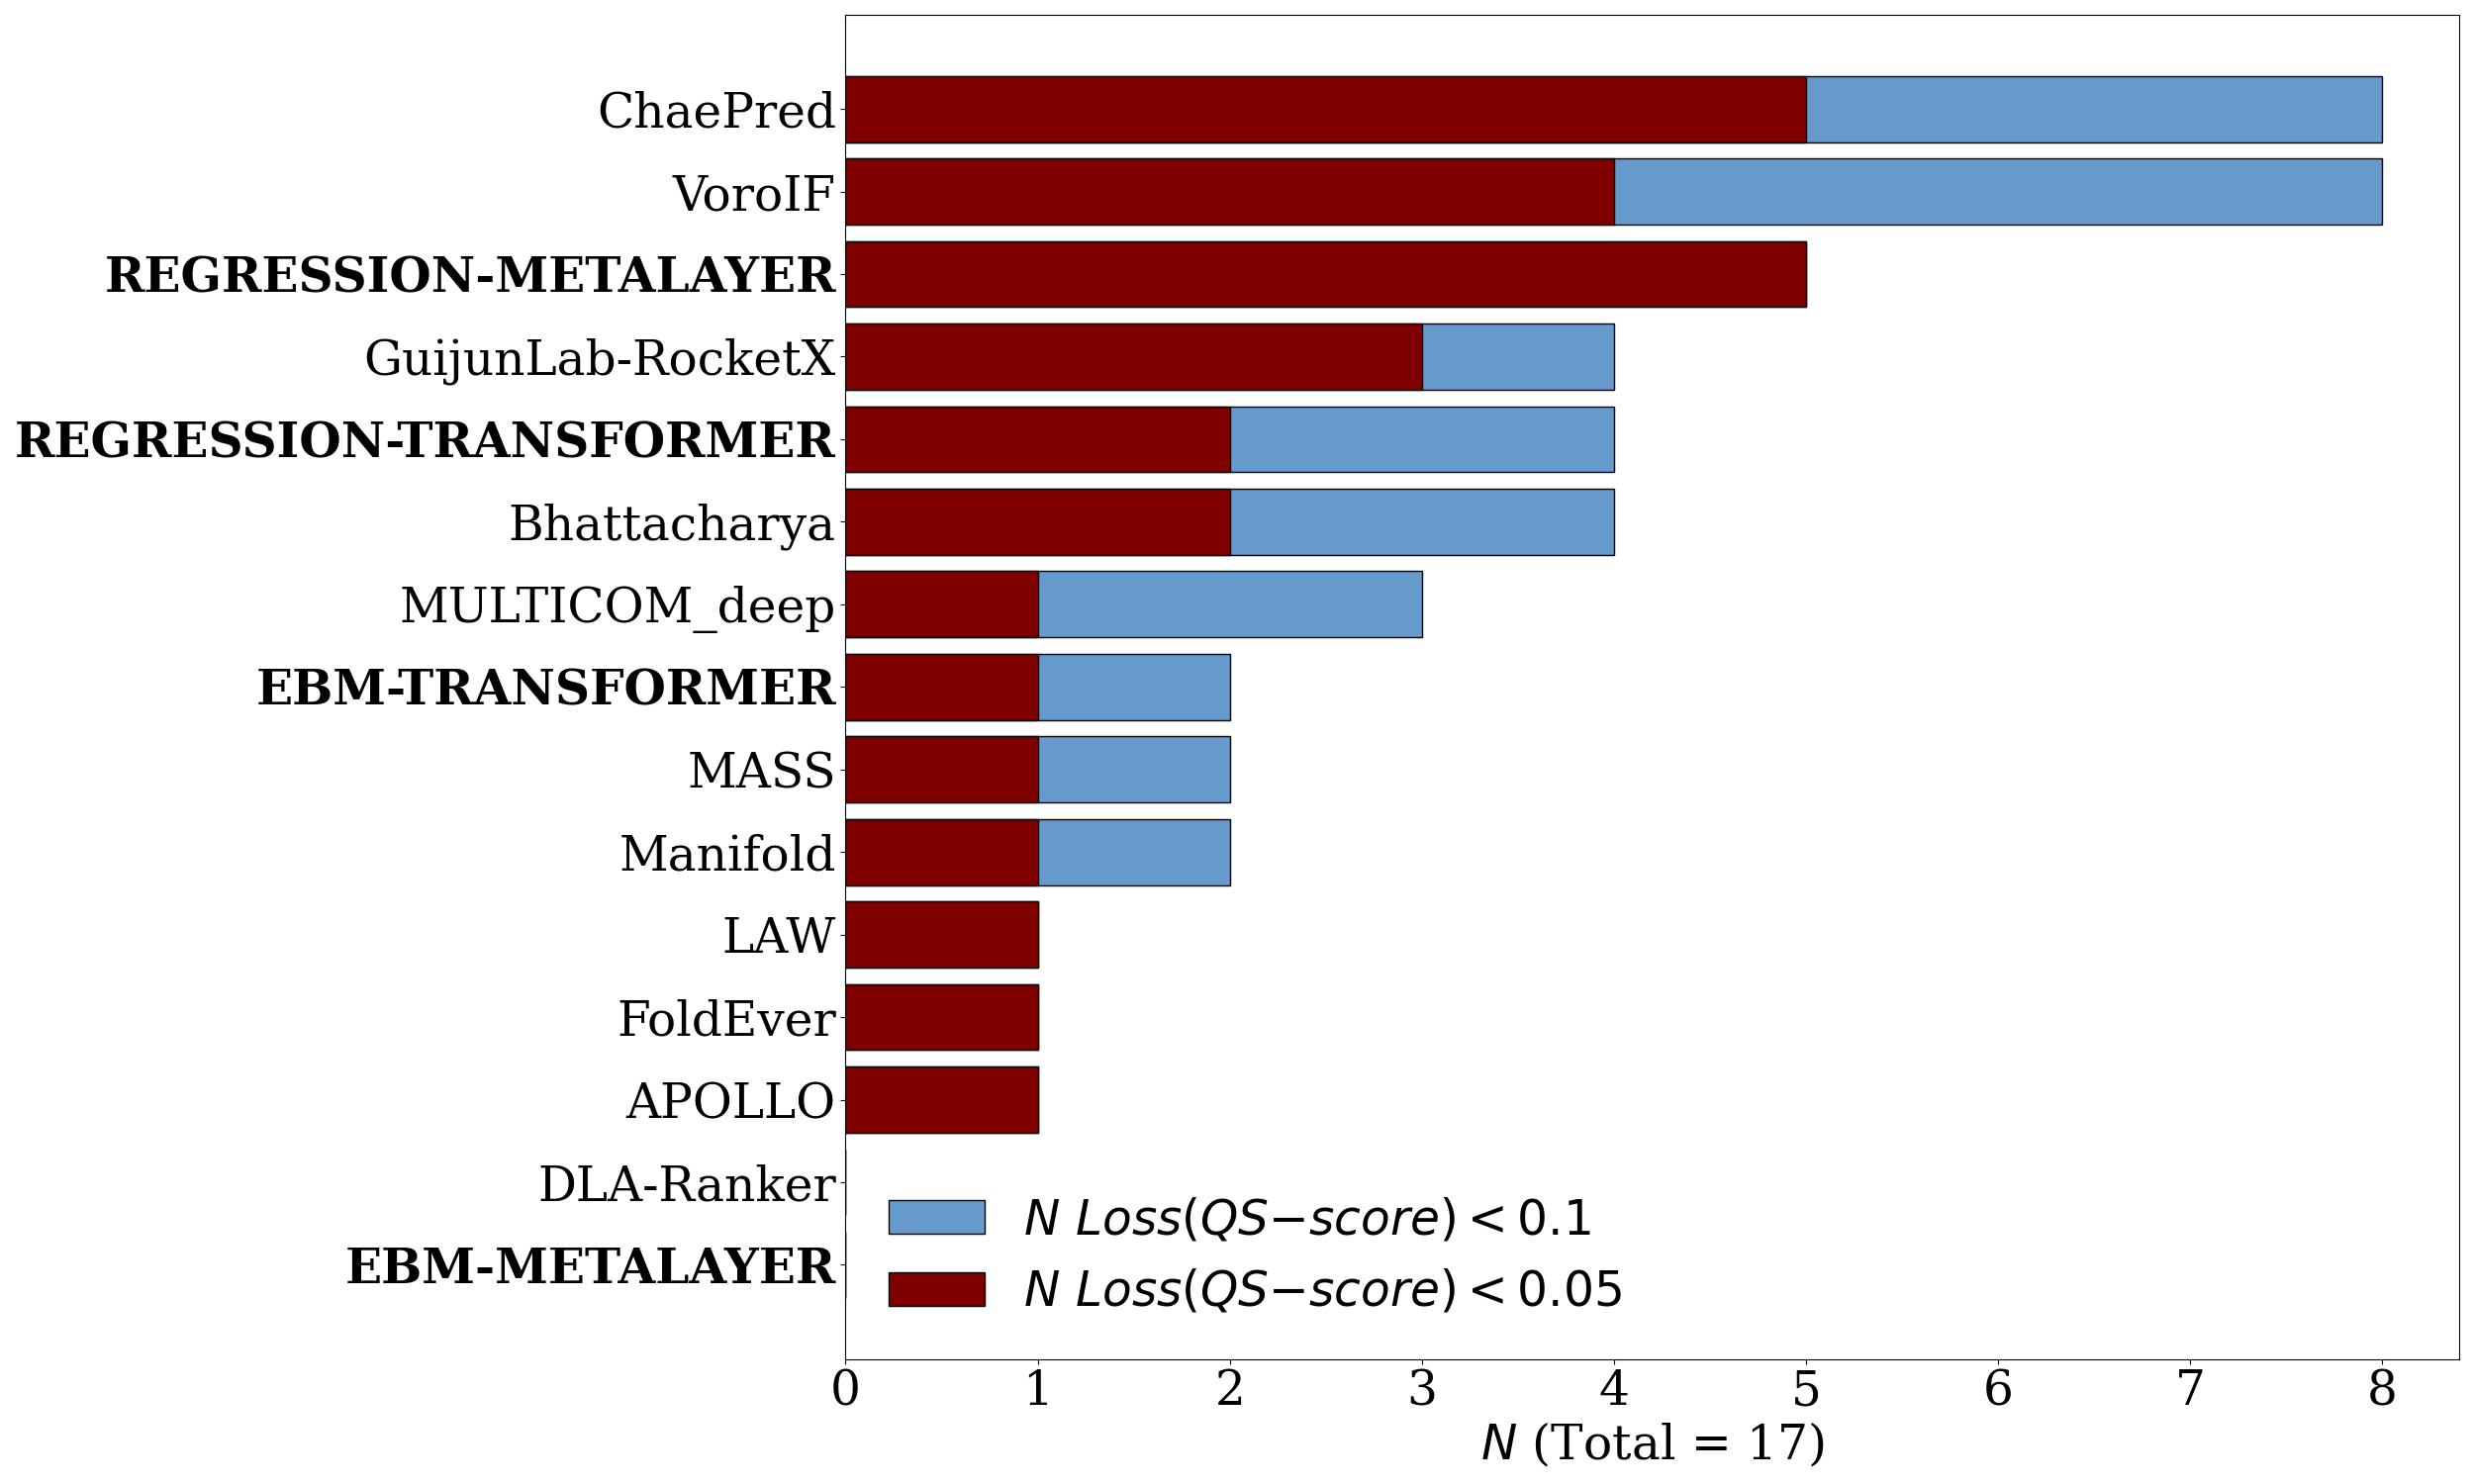 ChaePred
VoroIF
REGRESSION-METALAYER
GuijunLab-RocketX
REGRESSION-TRANSFORMER
Bhattacharya
MULTICOM_deep
EBM-TRANSFORMER
MASS
Manifold
LAW
FoldEver
APOLLO
DLA-Ranker
EBM-METALAYER
N Loss(QS−score) < 0.1
N Loss(QS−score) < 0.05
0 1 2 3 4 5 6 7 8
N (Total = 17)